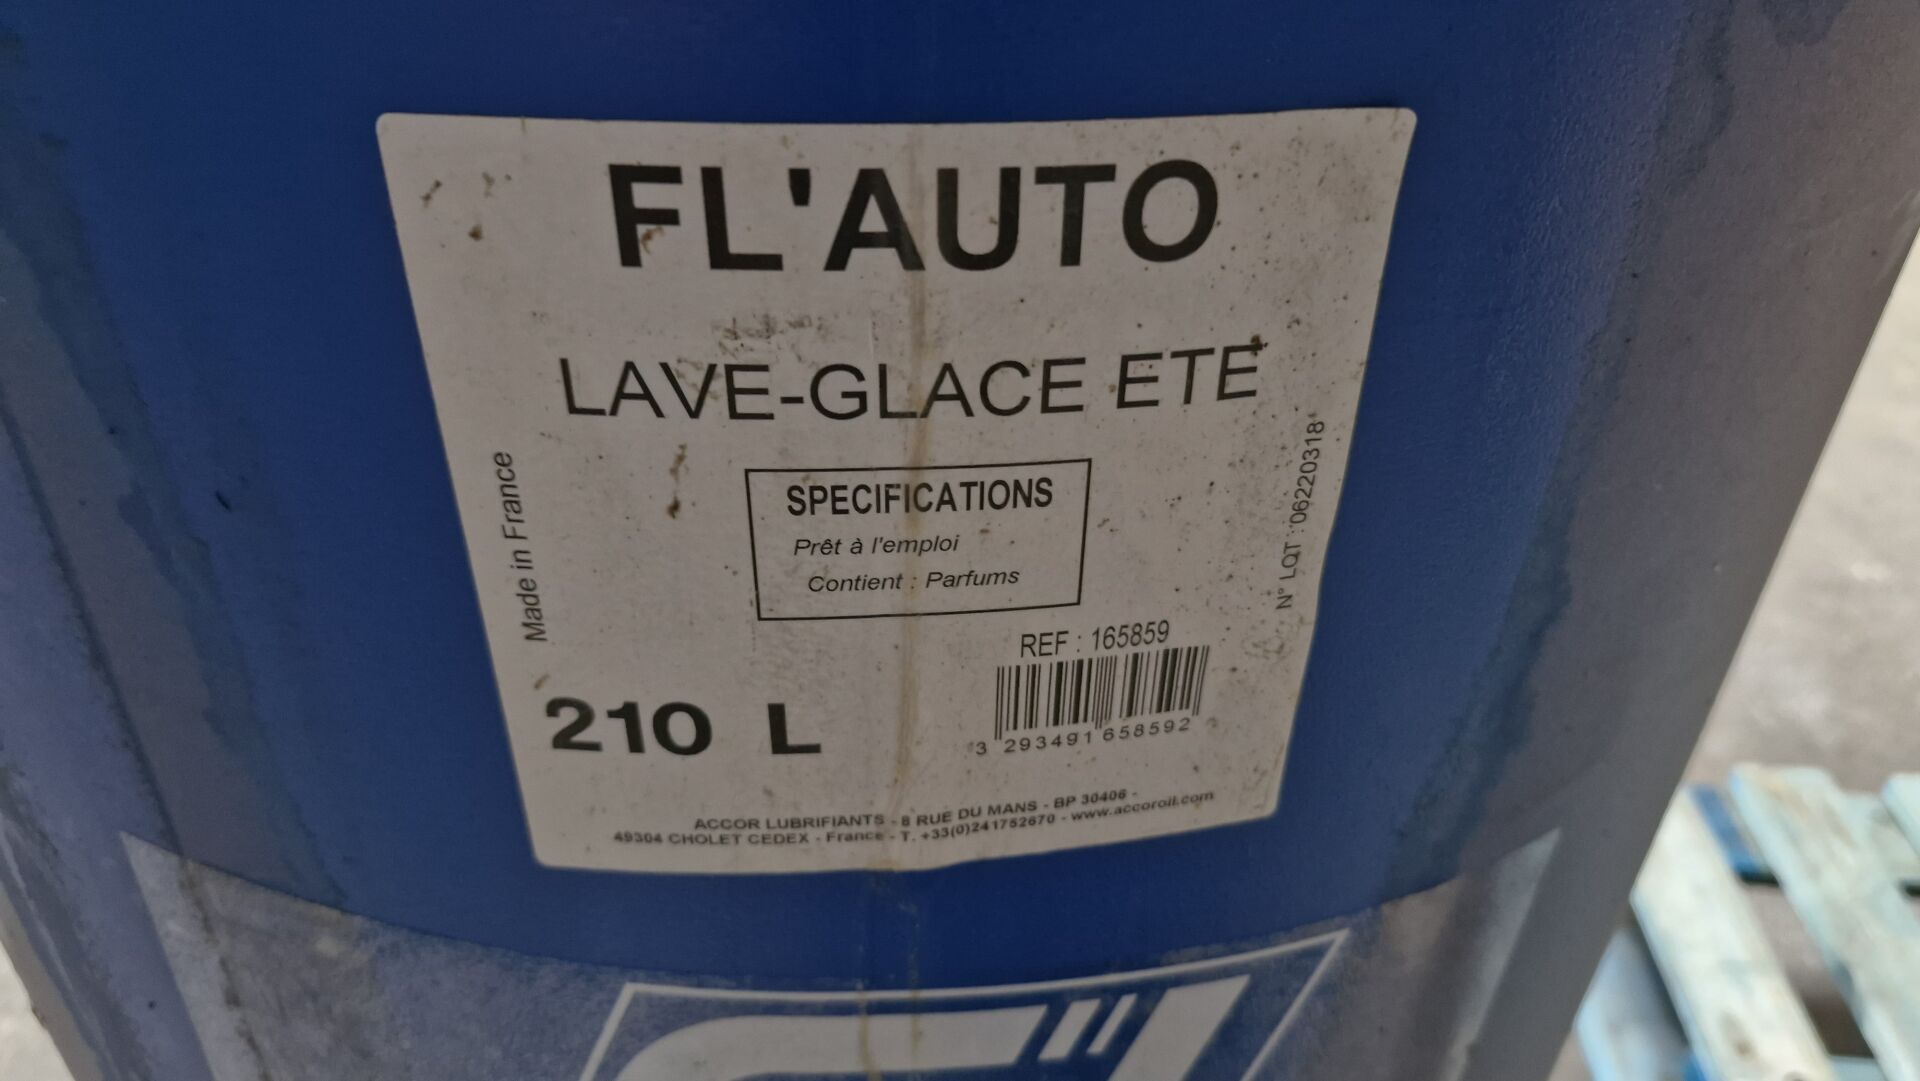 FL'AUTO
LAVE-GLACE ETE
SPECIFICATIONS
Prêt à l'emploi
Contient : Parfums
Made in France
N° LOT : 06220318
REF : 165859
3 293491 658592
210 L
ACCOR LUBRIFIANTS - 8 RUE DU MANS - BP 30406 -
49304 CHOLET CEDEX - France - T. +33(0)241752670 - www.accoroil.com